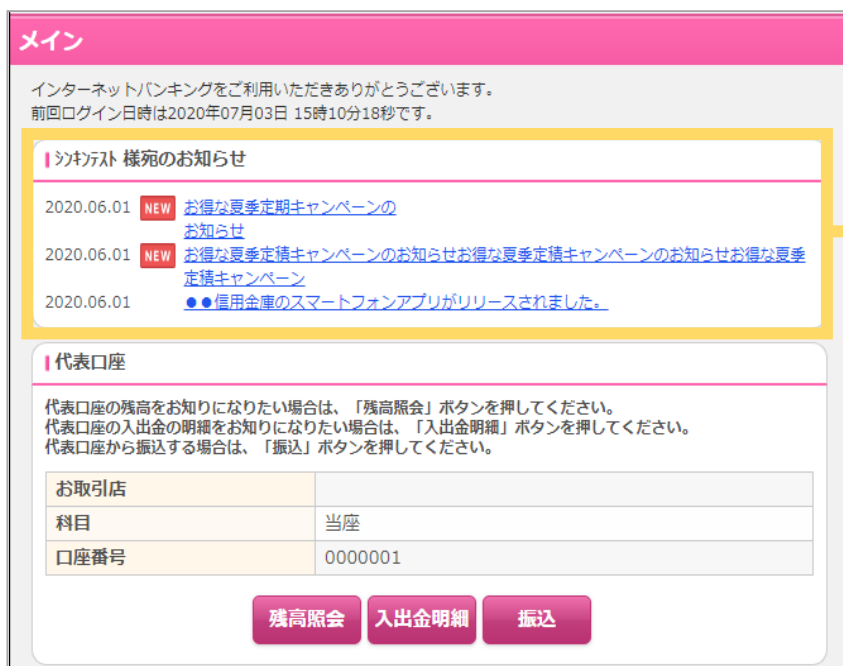 メイン
インターネットバンキングをご利用いただきありがとうございます。
前回ログイン日時は2020年07月03日 15時10分18秒です。
ｼﾝｷﾝﾃｽﾄ 様宛のお知らせ
2020.06.01 NEW お得な夏季定期キャンペーンの
お知らせ
2020.06.01 NEW お得な夏季定積キャンペーンのお知らせお得な夏季定積キャンペーンのお知らせお得な夏季
定積キャンペーン
2020.06.01 ●●信用金庫のスマートフォンアプリがリリースされました。
代表口座
代表口座の残高をお知りになりたい場合は、「残高照会」ボタンを押してください。
代表口座の入出金の明細をお知りになりたい場合は、「入出金明細」ボタンを押してください。
代表口座から振込する場合は、「振込」ボタンを押してください。
お取引店
科目 当座
口座番号 0000001
残高照会 入出金明細 振込